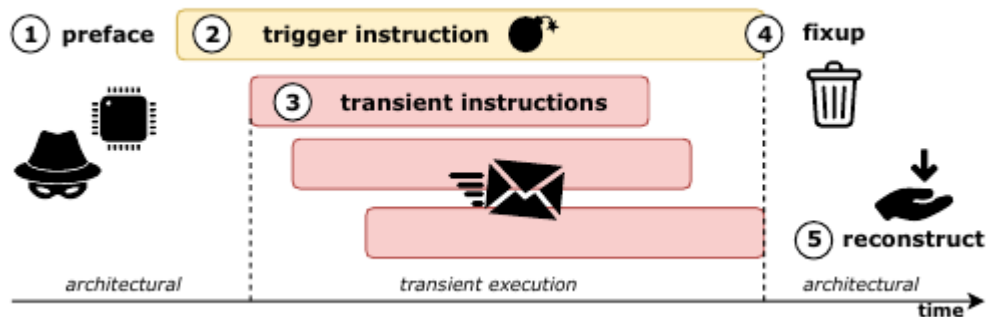 1 preface
2 trigger instruction
4 fixup
3 transient instructions
5 reconstruct
architectural
transient execution
architectural
time